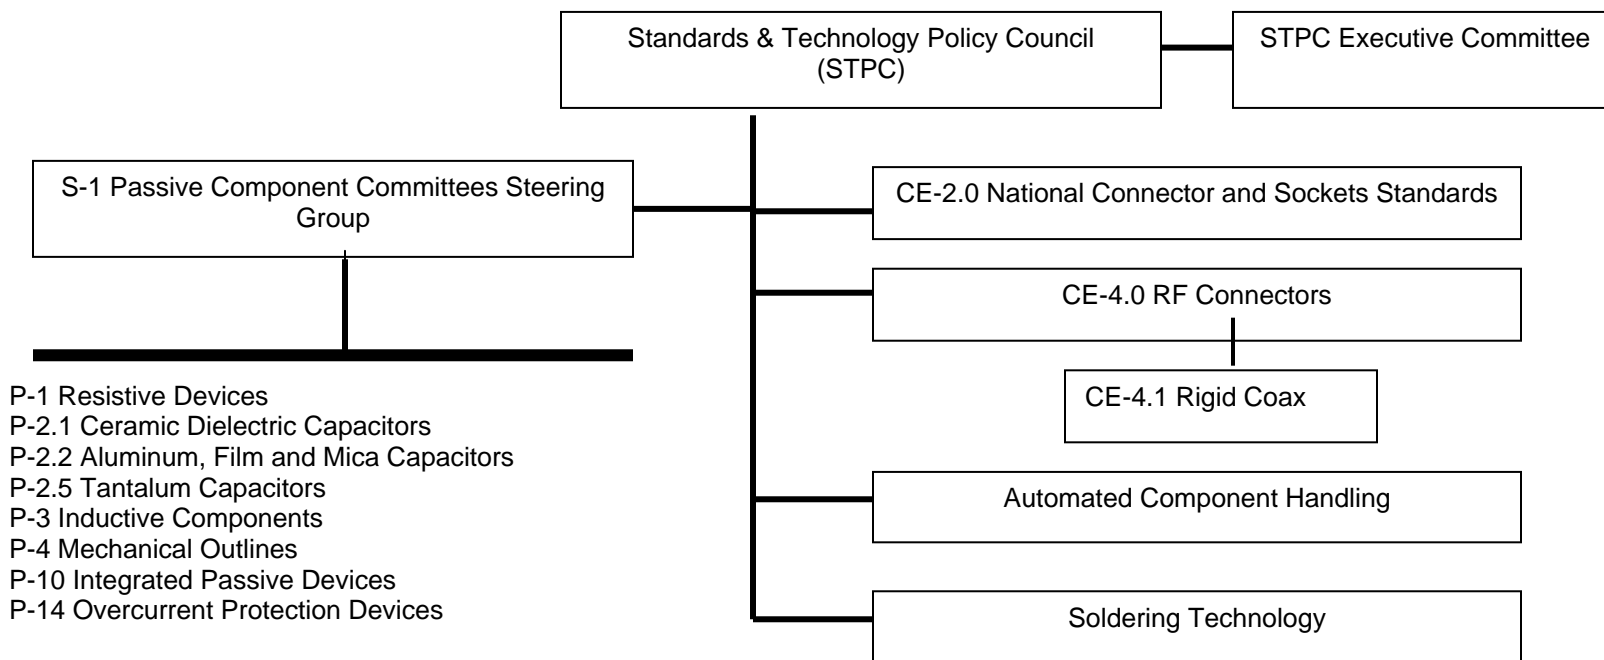 Standards & Technology Policy Council
(STPC)
STPC Executive Committee
S-1 Passive Component Committees Steering
Group
CE-2.0 National Connector and Sockets Standards
CE-4.0 RF Connectors
CE-4.1 Rigid Coax
P-1 Resistive Devices
P-2.1 Ceramic Dielectric Capacitors
P-2.2 Aluminum, Film and Mica Capacitors
P-2.5 Tantalum Capacitors
P-3 Inductive Components
P-4 Mechanical Outlines
P-10 Integrated Passive Devices
P-14 Overcurrent Protection Devices
Automated Component Handling
Soldering Technology